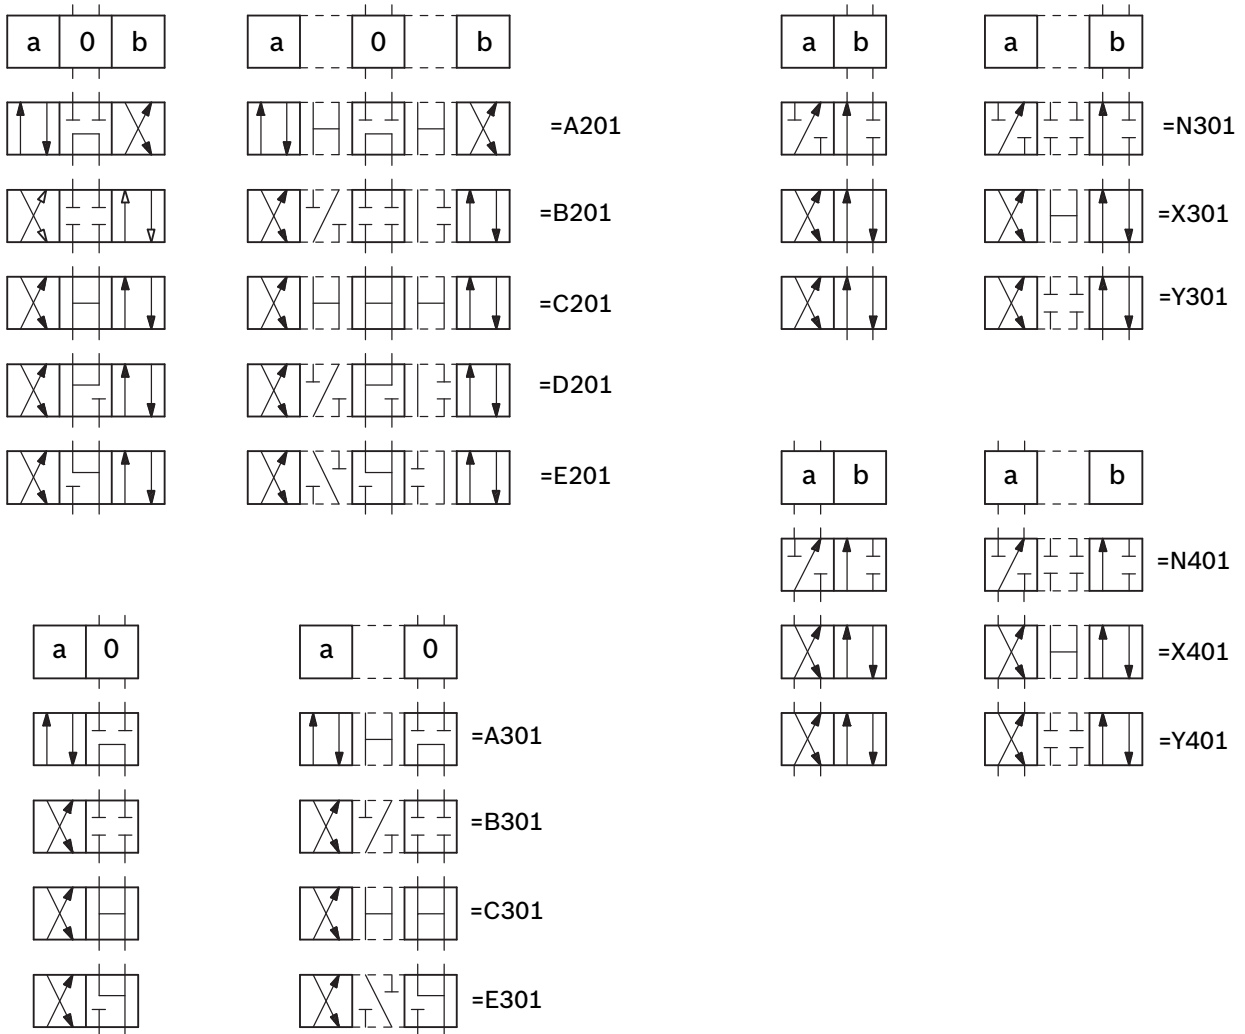 a 0 b
a 0 b
=A201
=B201
=C201
=D201
=E201
a b
a b
=N301
=X301
=Y301
a 0
a 0
=A301
=B301
=C301
=E301
a b
a b
=N401
=X401
=Y401